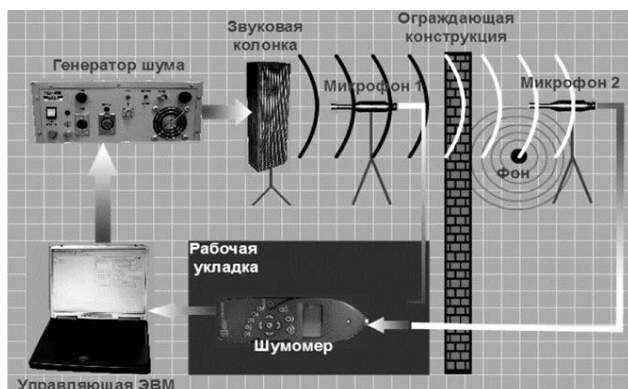 Генератор шума
Звуковая
колонка
Ограждающая
конструкция
Микрофон 1
Микрофон 2
Фон
Рабочая
укладка
Шумомер
Управляющая ЭВМ